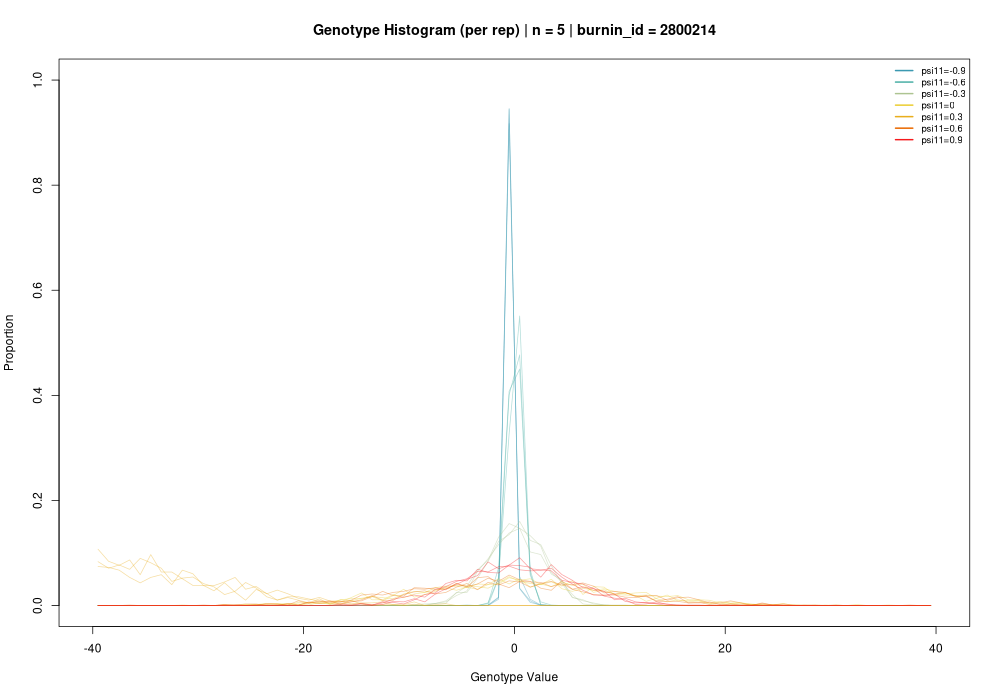 Genotype Histogram (per rep) | n = 5 | burnin_id = 2800214
psi11=-0.9
psi11=-0.6
psi11=-0.3
psi11=0
psi11=0.3
psi11=0.6
psi11=0.9
1.0
0.8
0.6
0.4
0.2
0.0
Proportion
-40
-20
0
20
40
Genotype Value